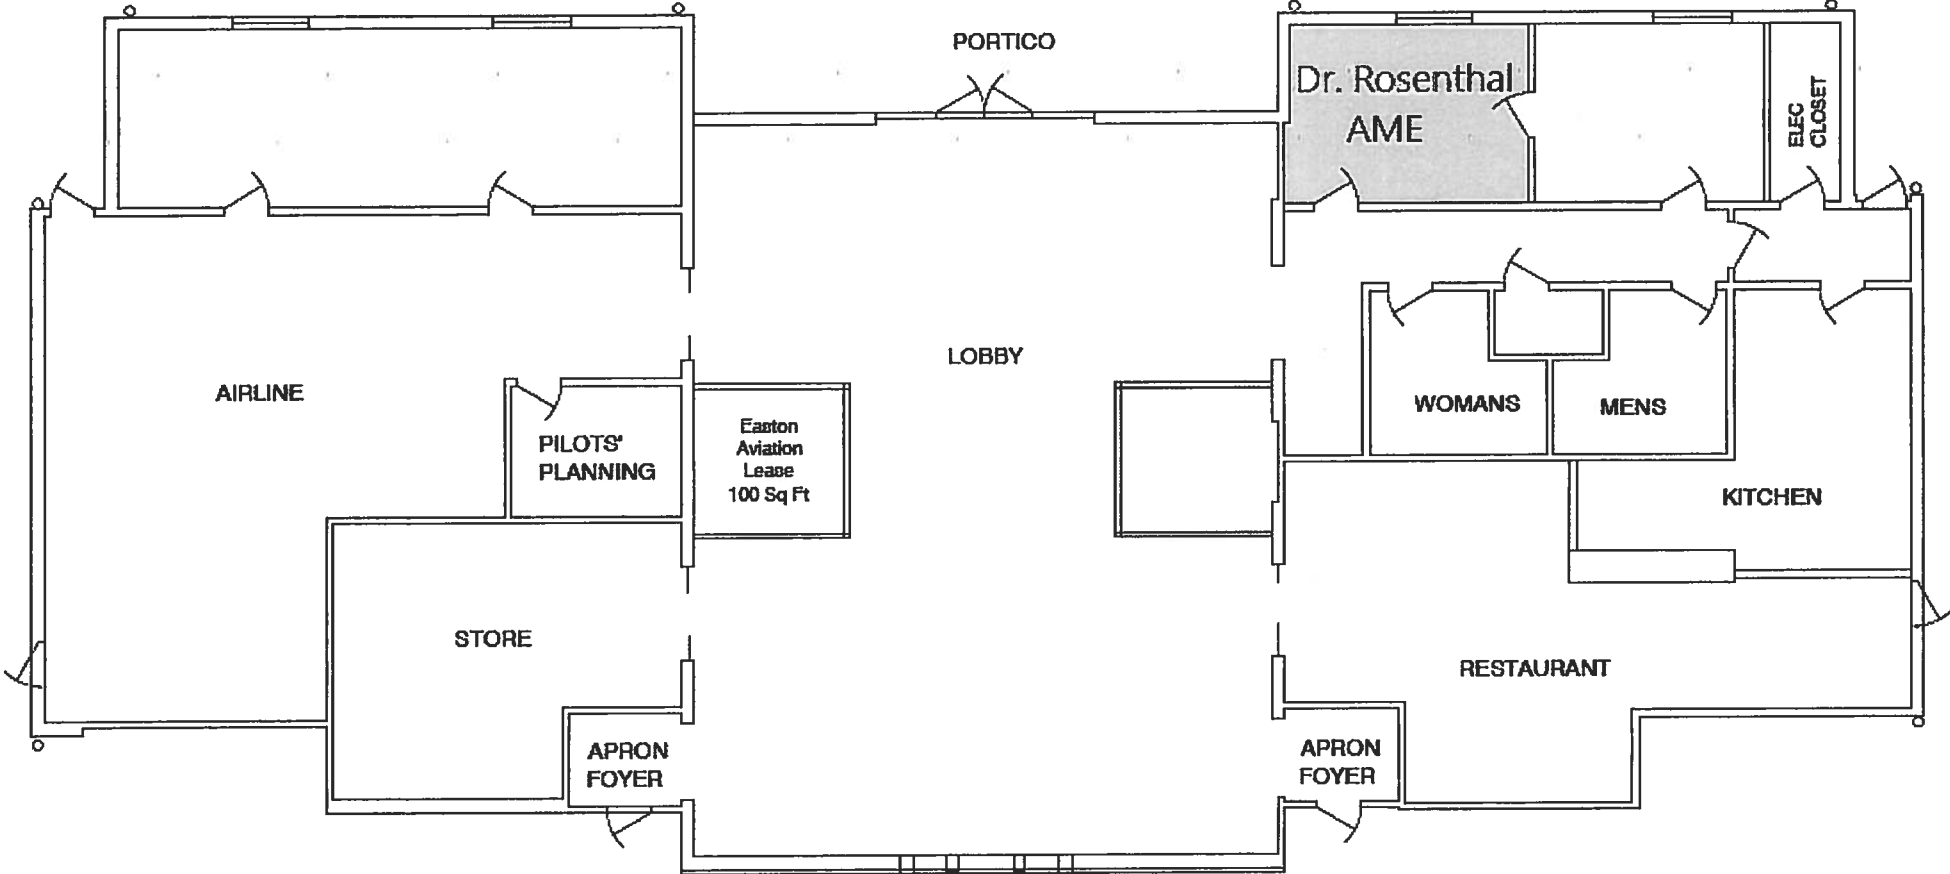 PORTICO
Dr. Rosenthal
AME
ELEC
CLOSET
LOBBY
AIRLINE
PILOTS'
PLANNING
Easton
Aviation
Lease
100 Sq Ft
WOMANS
MENS
KITCHEN
STORE
RESTAURANT
APRON
FOYER
APRON
FOYER